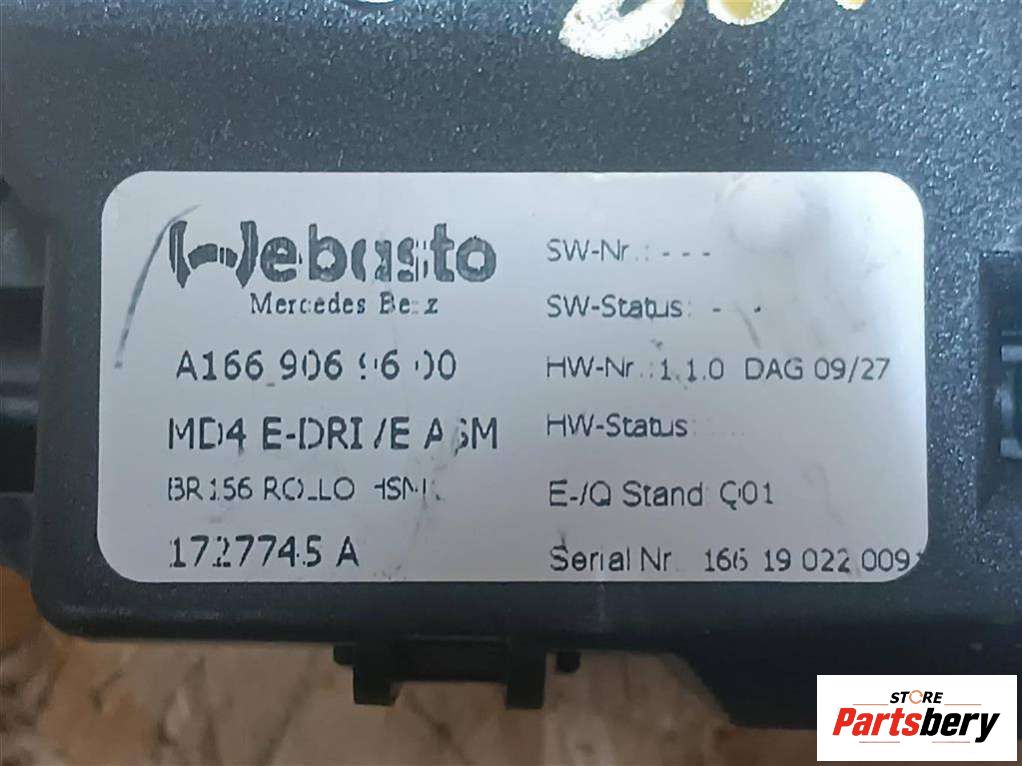 Webasto
Mercedes Benz
A166 906 96 00
MD4 E-DRIVE ASM
BR156 ROLLO
1727745 A
SW-Nr.: - - -
SW-Status: - -
HW-Nr.: 1.1.0 DAG 09/27
HW-Status:
E-/Q Stand: Q01
Serial Nr. 166 19 022 009
STORE
Partsbery